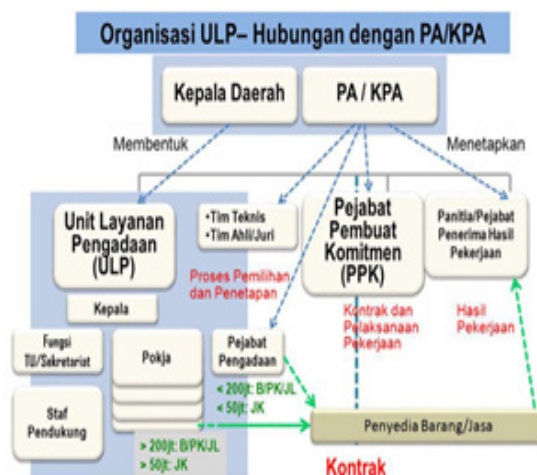 Organisasi ULP– Hubungan dengan PA/KPA
Kepala Daerah
PA / KPA
Membentuk
Menetapkan
Unit Layanan
Pengadaan
(ULP)
•Tim Teknis
•Tim Ahli/Juri
Pejabat
Pembuat
Komitmen
(PPK)
Panitia/Pejabat
Penerima Hasil
Pekerjaan
Proses Pemilihan
dan Penetapan
Kepala
Kontrak dan
Pelaksanaan
Pekerjaan
Hasil
Pekerjaan
Fungsi
TU/Sekretariat
Pokja
Pejabat
Pengadaan
< 200jt: B/PK/JL
< 50jt: JK
Staf
Pendukung
Penyedia Barang/Jasa
> 200jt: B/PK/JL
> 50jt: JK
Kontrak